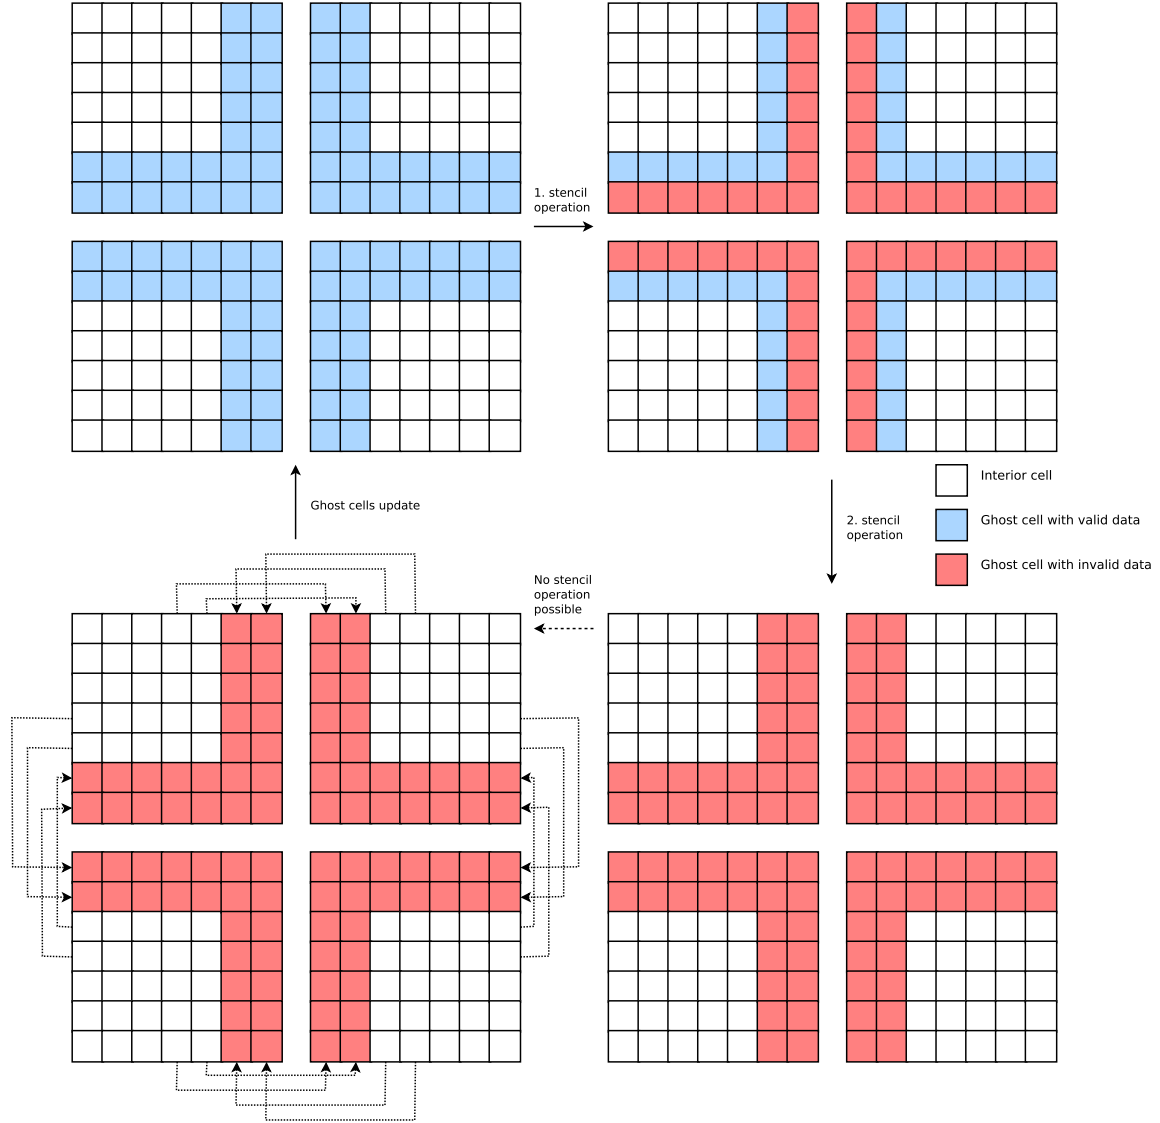 1. stencil
operation
Interior cell
Ghost cells update
Ghost cell with valid data
2. stencil
operation
Ghost cell with invalid data
No stencil
operation
possible